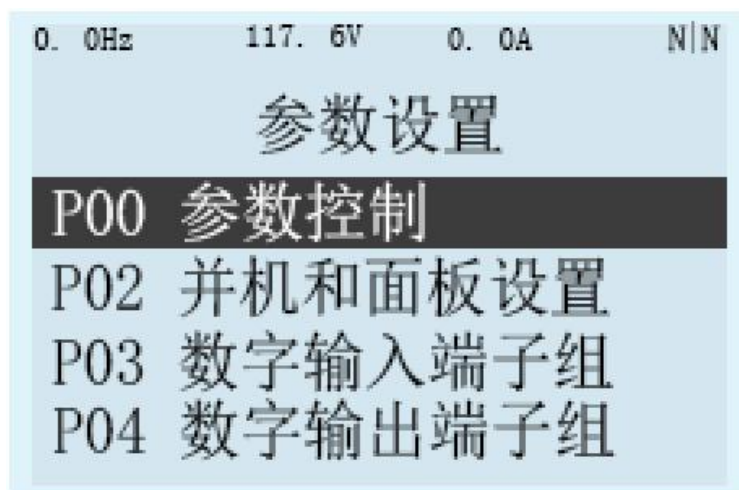 0. 0Hz 117. 6V 0. 0A N|N
参数设置
P00 参数控制
P02 并机和面板设置
P03 数字输入端子组
P04 数字输出端子组